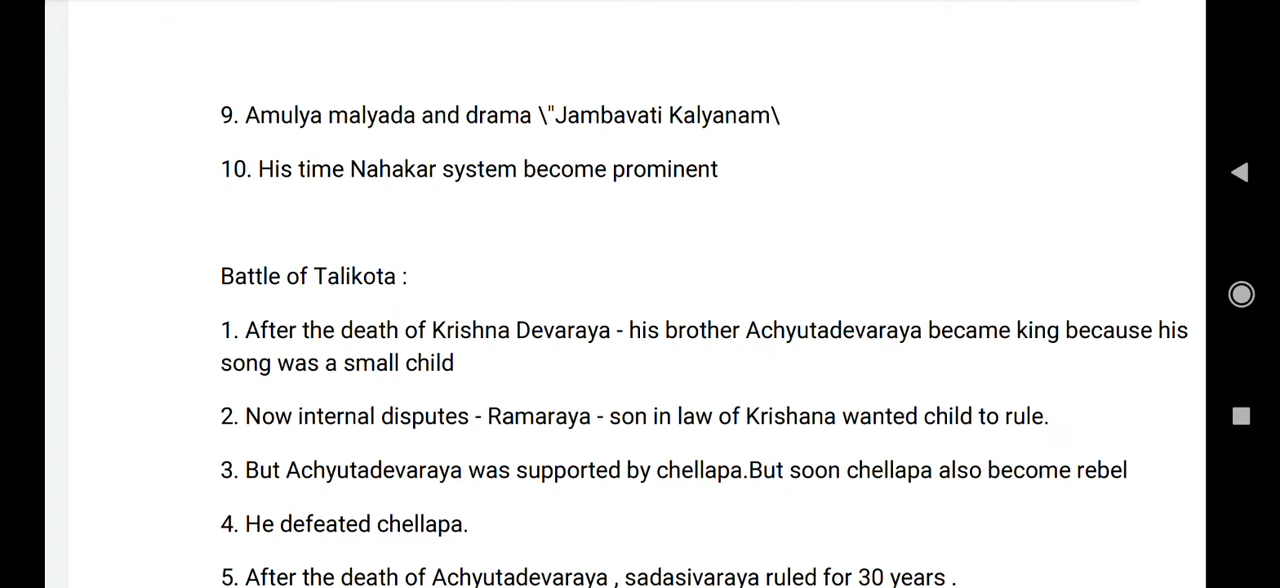 9. Amulya malyada and drama \"Jambavati Kalyanam\
10. His time Nahakar system become prominent
Battle of Talikota :
1. After the death of Krishna Devaraya - his brother Achyutadevaraya became king because his
song was a small child
2. Now internal disputes - Ramaraya - son in law of Krishana wanted child to rule.
3. But Achyutadevaraya was supported by chellapa.But soon chellapa also become rebel
4. He defeated chellapa.
5. After the death of Achyutadevaraya , sadasivaraya ruled for 30 years .